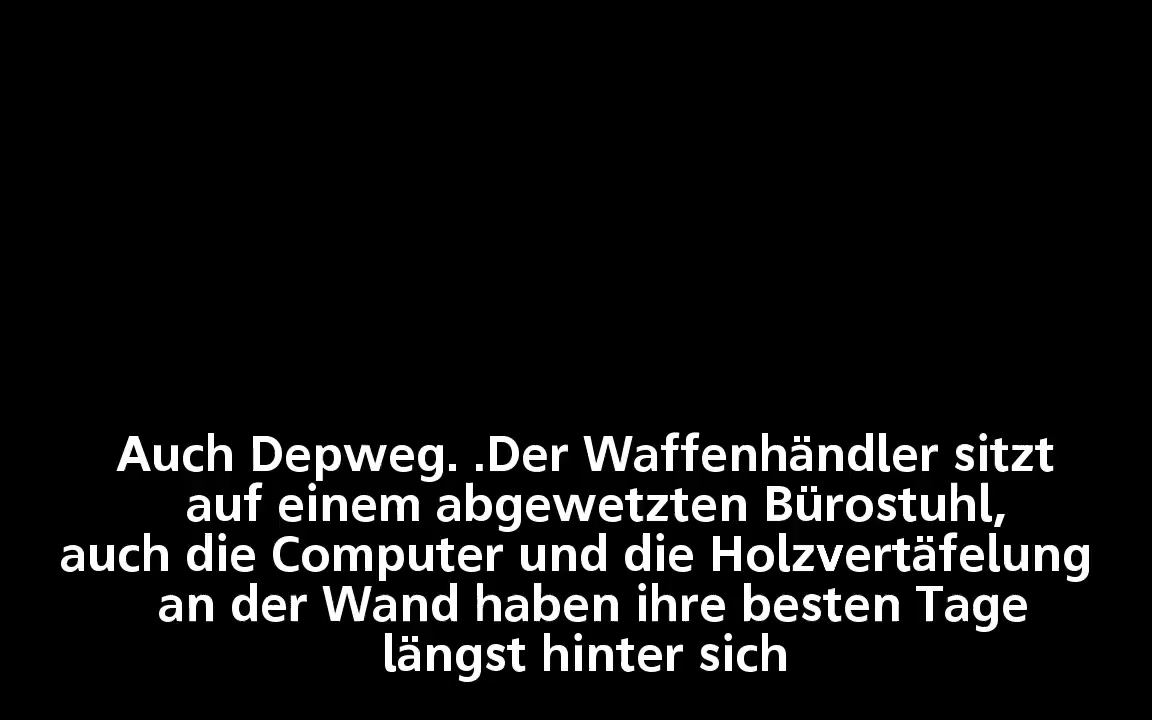 Auch Depweg. .Der Waffenhändler sitzt
auf einem abgewetzten Bürostuhl,
auch die Computer und die Holzvertäfelung
an der Wand haben ihre besten Tage
längst hinter sich